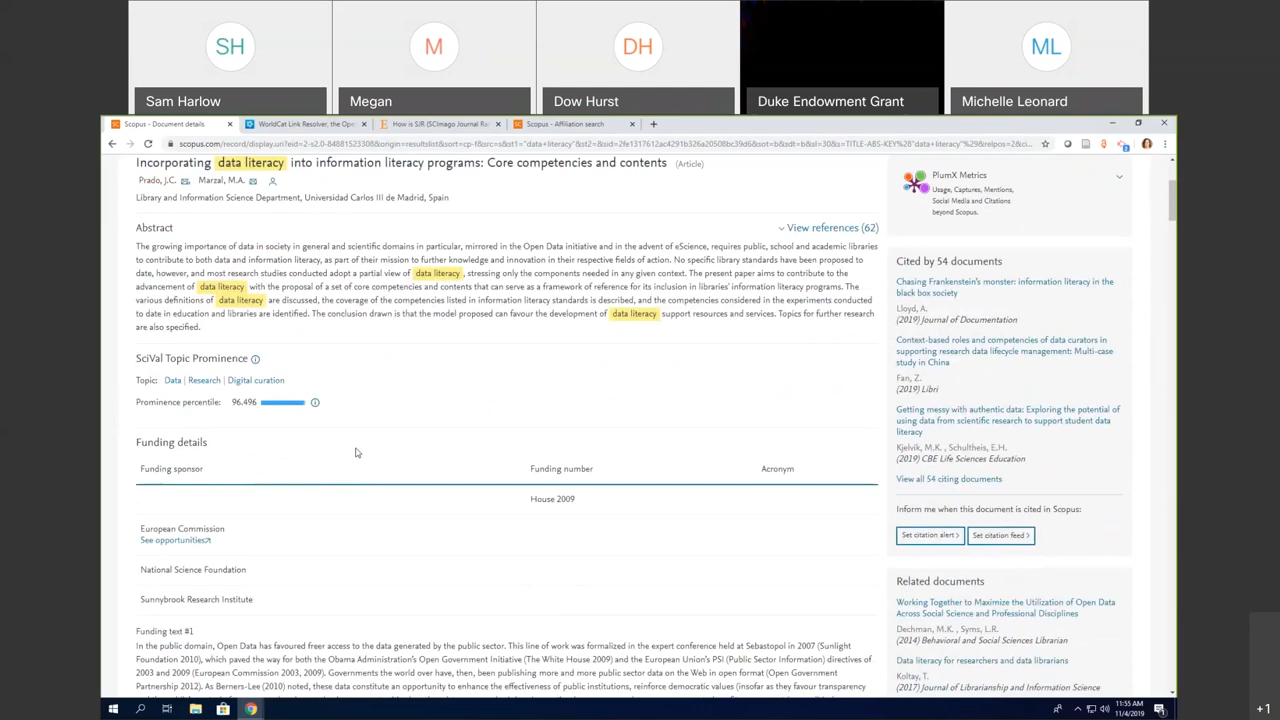 SH
M
DH
ML
Sam Harlow
Megan
Dow Hurst
Duke Endowment Grant
Michelle Leonard
Scopus - Document details
WorldCat Link Resolver, the Ope
How is SJR (SCImago Journal Ra
Scopus - Affiliation search
Incorporating data literacy into information literacy programs: Core competencies and contents (Article)
Prado, J.C. Marzal, M.A.
Library and Information Science Department, Universidad Carlos III de Madrid, Spain
Abstract
View references (62)
The growing importance of data in society in general and scientific domains in particular, mirrored in the Open Data initiative and in the advent of eScience, requires public, school and academic libraries
to contribute to both data and information literacy, as part of their mission to further knowledge and innovation in their respective fields of action. No specific library standards have been proposed to
date, however, and most research studies conducted adopt a partial view of data literacy, stressing only the components needed in any given context. The present paper aims to contribute to the
advancement of data literacy with the proposal of a set of core competencies and contents that can serve as a framework of reference for its inclusion in libraries' information literacy programs. The
various definitions of data literacy are discussed, the coverage of the competencies listed in information literacy standards is described, and the competencies considered in the experiments conducted
to date in education and libraries are identified. The conclusion drawn is that the model proposed can favour the development of data literacy support resources and services. Topics for further research
are also specified.
SciVal Topic Prominence
Topic: Data | Research | Digital curation
Prominence percentile: 96.496
Funding details
Funding sponsor Funding number Acronym
House 2009
European Commission
See opportunities
National Science Foundation
Sunnybrook Research Institute
Funding text #1
In the public domain, Open Data has favoured freer access to the data generated by the public sector. This line of work was formalized in the expert conference held at Sebastopol in 2007 (Sunlight
Foundation 2010), which paved the way for both the Obama Administration's Open Government Initiative (The White House 2009) and the European Union's PSI (Public Sector Information) directives of
2003 and 2009 (European Commission 2003, 2009). Governments the world over have, then, been publishing more and more public sector data on the Web in open format (Open Government
Partnership 2012). As Berners-Lee (2010) noted, these data constitute an opportunity to enhance the effectiveness of public institutions, reinforce democratic values (insofar as they favour transparency
PlumX Metrics
Usage, Captures, Mentions,
Social Media and Citations
beyond Scopus.
Cited by 54 documents
Chasing Frankenstein's monster: information literacy in the
black box society
Lloyd, A.
(2019) Journal of Documentation
Context-based roles and competencies of data curators in
supporting research data lifecycle management: Multi-case
study in China
Fan, Z.
(2019) Libri
Getting messy with authentic data: Exploring the potential of
using data from scientific research to support student data
literacy
Kjelvik, M.K. , Schultheis, E.H.
(2019) CBE Life Sciences Education
View all 54 citing documents
Inform me when this document is cited in Scopus:
Set citation alert > Set citation feed >
Related documents
Working Together to Maximize the Utilization of Open Data
Across Social Science and Professional Disciplines
Dechman, M.K. , Syms, L.R.
(2014) Behavioral and Social Sciences Librarian
Data literacy for researchers and data librarians
Koltay, T.
(2017) Journal of Librarianship and Information Science
11:55 AM
11/4/2019
+1